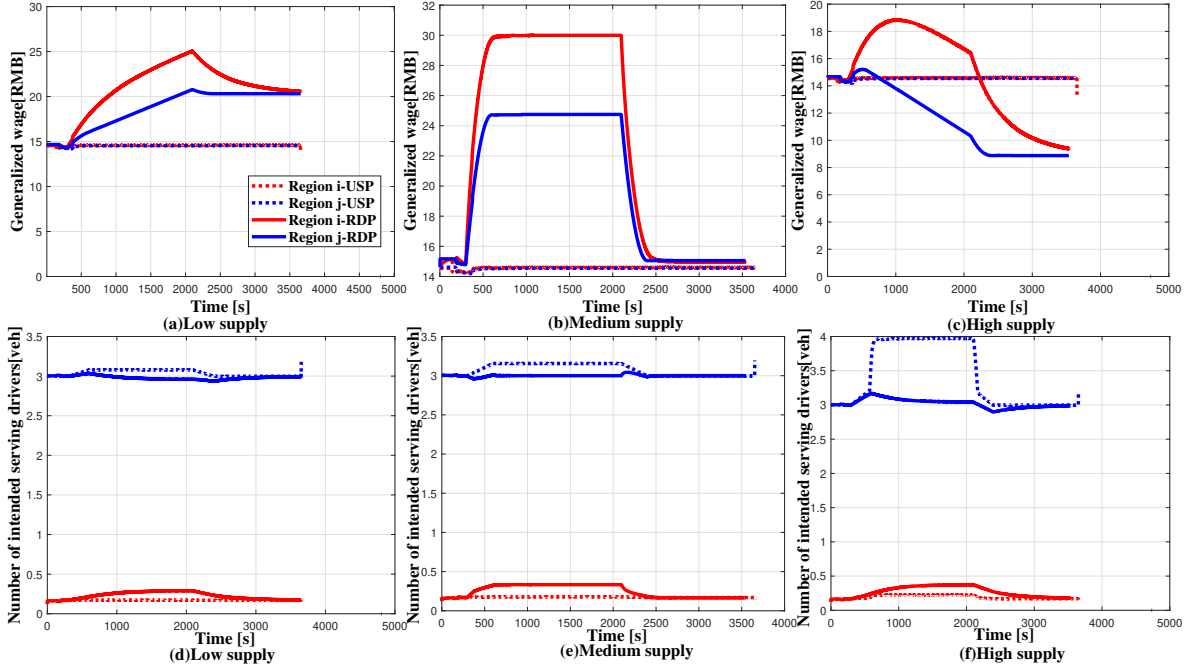 Generalized wage[RMB]
30
25
20
15
10
5
0
500 1000 1500 2000 2500 3000 3500 4000 4500 5000
Time [s]
(a)Low supply
Region i-USP
Region j-USP
Region i-RDP
Region j-RDP
Generalized wage[RMB]
32
30
28
26
24
22
20
18
16
14
0 500 1000 1500 2000 2500 3000 3500 4000
Time [s]
(b)Medium supply
Generalized wage[RMB]
20
18
16
14
12
10
8
6
4
2
0
0 1000 2000 3000 4000 5000
Time [s]
(c)High supply
Number of intended serving drivers[veh]
3.5
3
2.5
2
1.5
1
0.5
0
0 1000 2000 3000 4000 5000
Time [s]
(d)Low supply
Number of intended serving drivers[veh]
3.5
3
2.5
2
1.5
1
0.5
0
0 500 1000 1500 2000 2500 3000 3500 4000
Time [s]
(e)Medium supply
Number of intended serving drivers[veh]
4
3.5
3
2.5
2
1.5
1
0.5
0
0 1000 2000 3000 4000 5000
Time [s]
(f)High supply